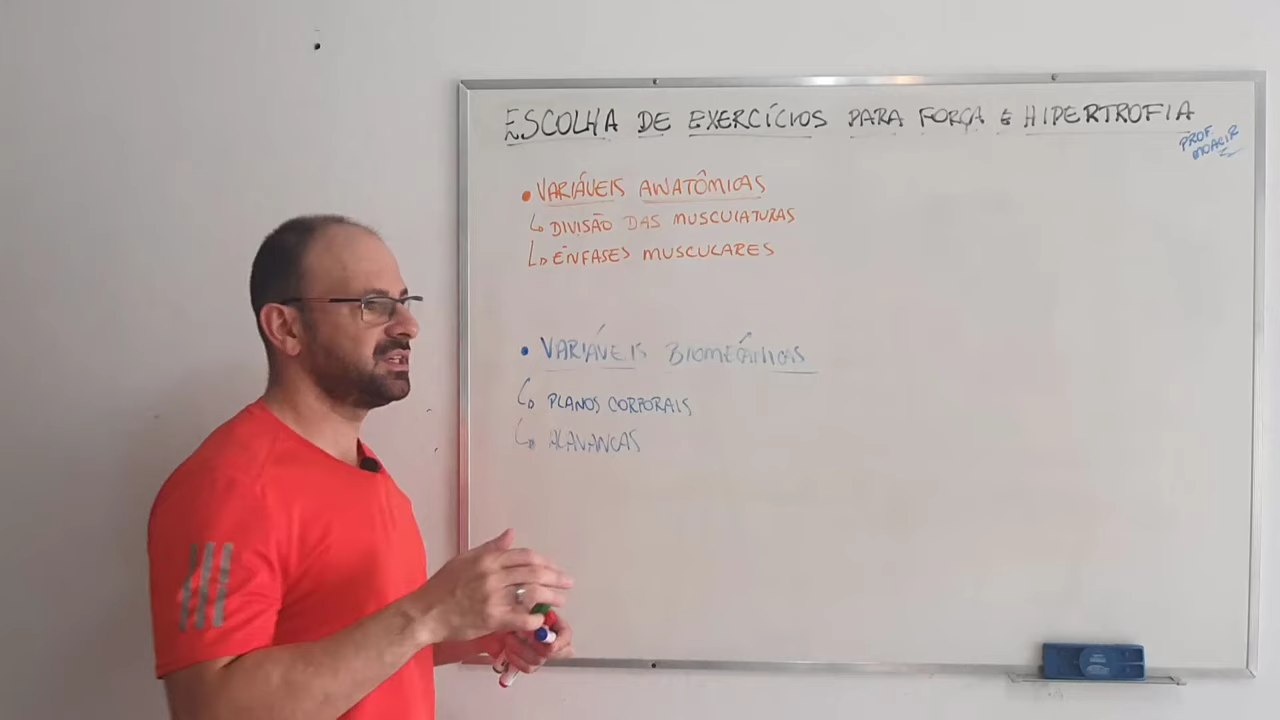 ESCOLHA DE EXERCÍCIOS PARA FORÇA E HIPERTROFIA
PROF.
MOACIR
• VARIÁVEIS ANATÔMICAS
↳ DIVISÃO DAS MUSCULATURAS
↳ ÊNFASES MUSCULARES
• VARIÁVEIS BIOMECÂNICAS
↳ PLANOS CORPORAIS
↳ ALAVANCAS